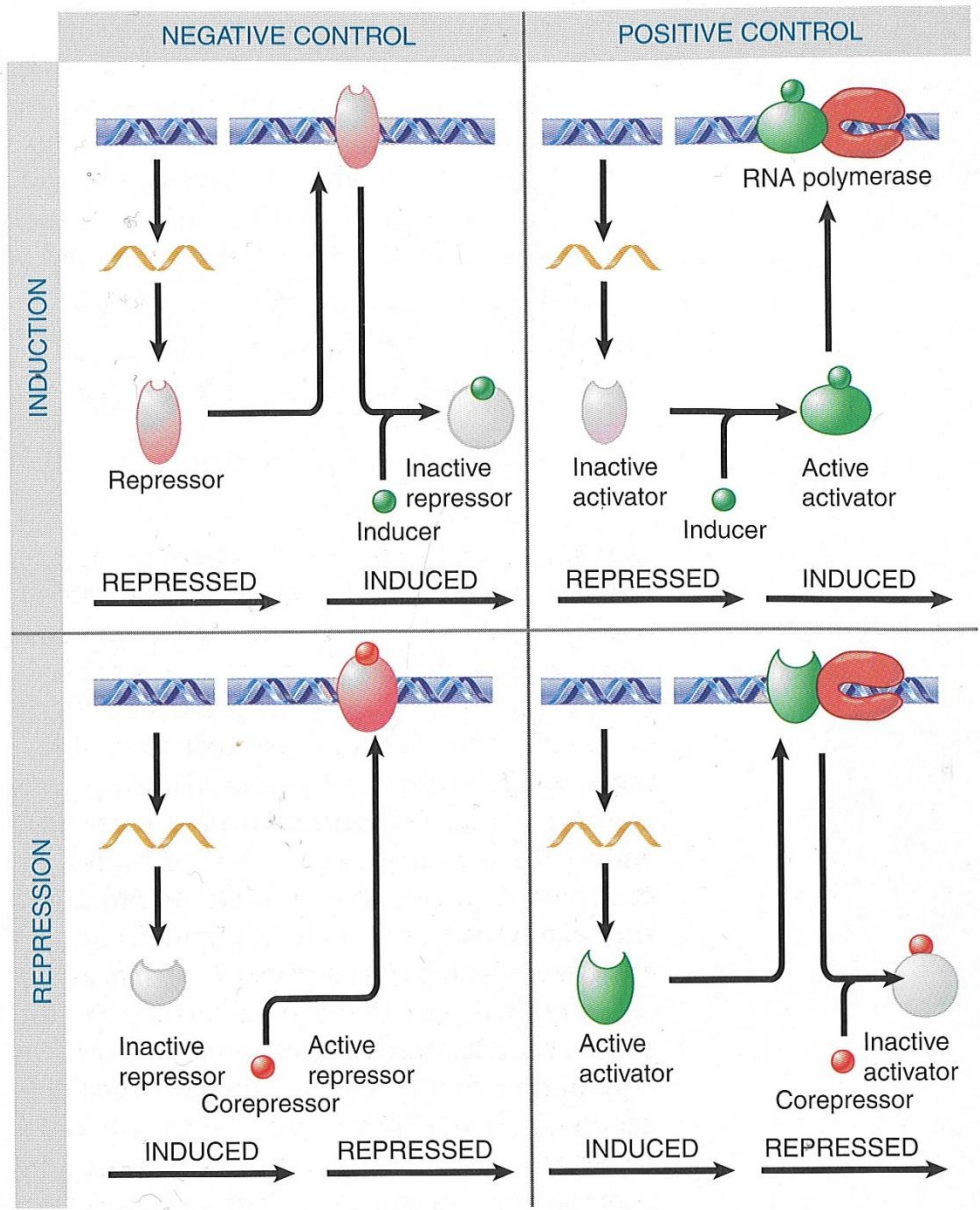 NEGATIVE CONTROL
POSITIVE CONTROL
INDUCTION
RNA polymerase
Repressor
Inactive
repressor
Inducer
Inactive
activator
Inducer
Active
activator
REPRESSED
INDUCED
REPRESSED
INDUCED
REPRESSION
Inactive
repressor
Corepressor
Active
repressor
Active
activator
Corepressor
Inactive
activator
INDUCED
REPRESSED
INDUCED
REPRESSED